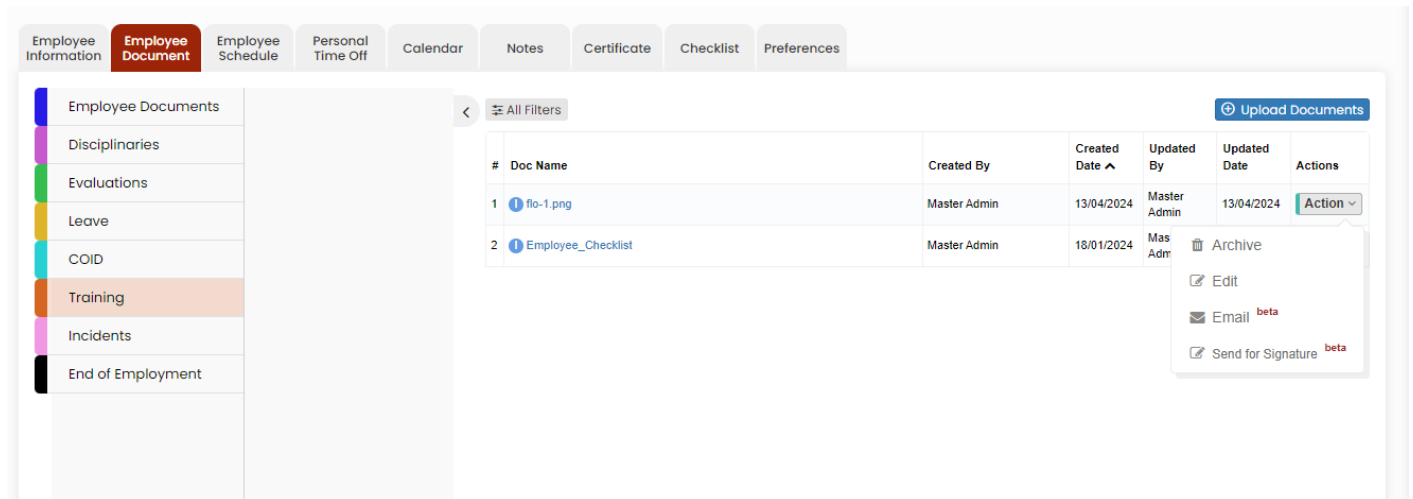 Employee Information
Employee Document
Employee Schedule
Personal Time Off
Calendar
Notes
Certificate
Checklist
Preferences
Employee Documents
Disciplinaries
Evaluations
Leave
COID
Training
Incidents
End of Employment
All Filters
Upload Documents
# Doc Name Created By Created Date Updated By Updated Date Actions
1 flo-1.png Master Admin 13/04/2024 Master Admin 13/04/2024 Action
2 Employee_Checklist Master Admin 18/01/2024
Archive
Edit
Email beta
Send for Signature beta